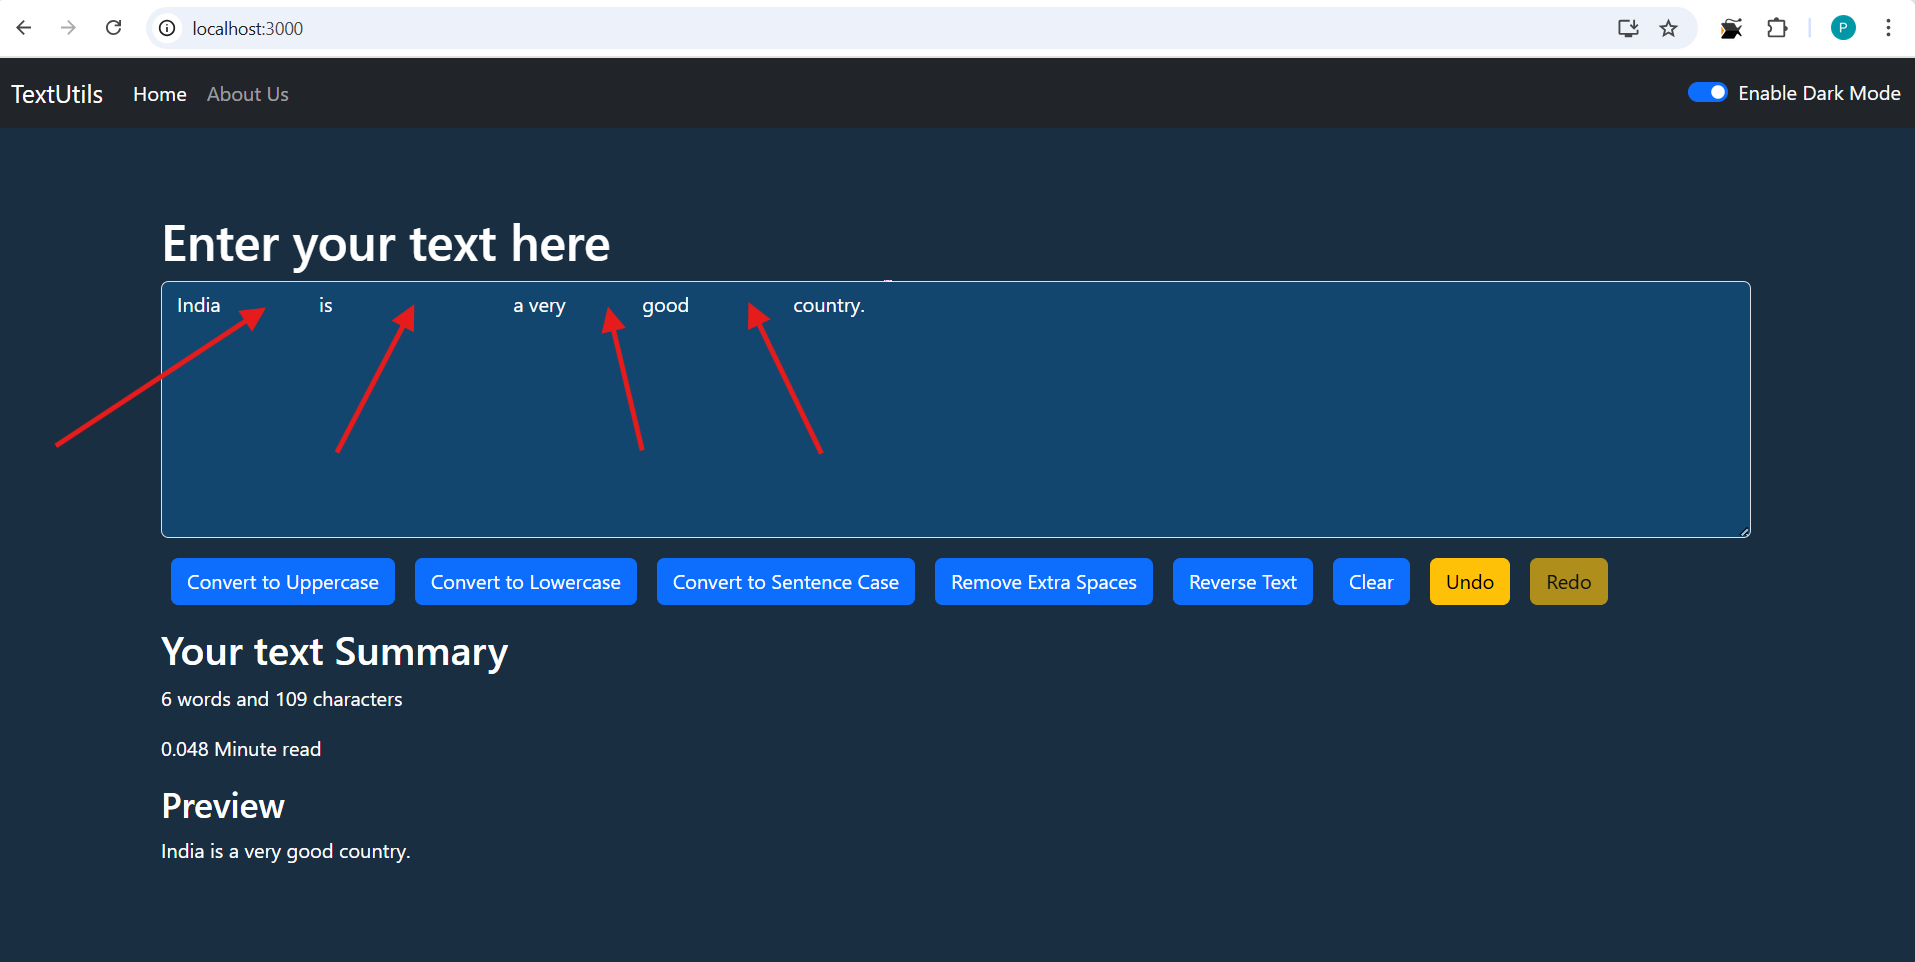 localhost:3000
P
TextUtils Home About Us Enable Dark Mode
Enter your text here
India is a very good country.
Convert to Uppercase Convert to Lowercase Convert to Sentence Case Remove Extra Spaces Reverse Text Clear Undo Redo
Your text Summary
6 words and 109 characters
0.048 Minute read
Preview
India is a very good country.